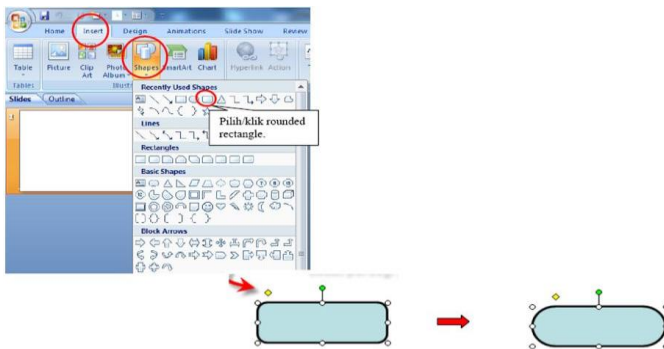 Home Insert Design Animations Slide Show Review
Table Picture Clip Art Photo Album Shapes SmartArt Chart Hyperlink Action
Tables
Slides Outline
Recently Used Shapes
Pilih/klik rounded
rectangle.
Lines
Rectangles
Basic Shapes
Block Arrows